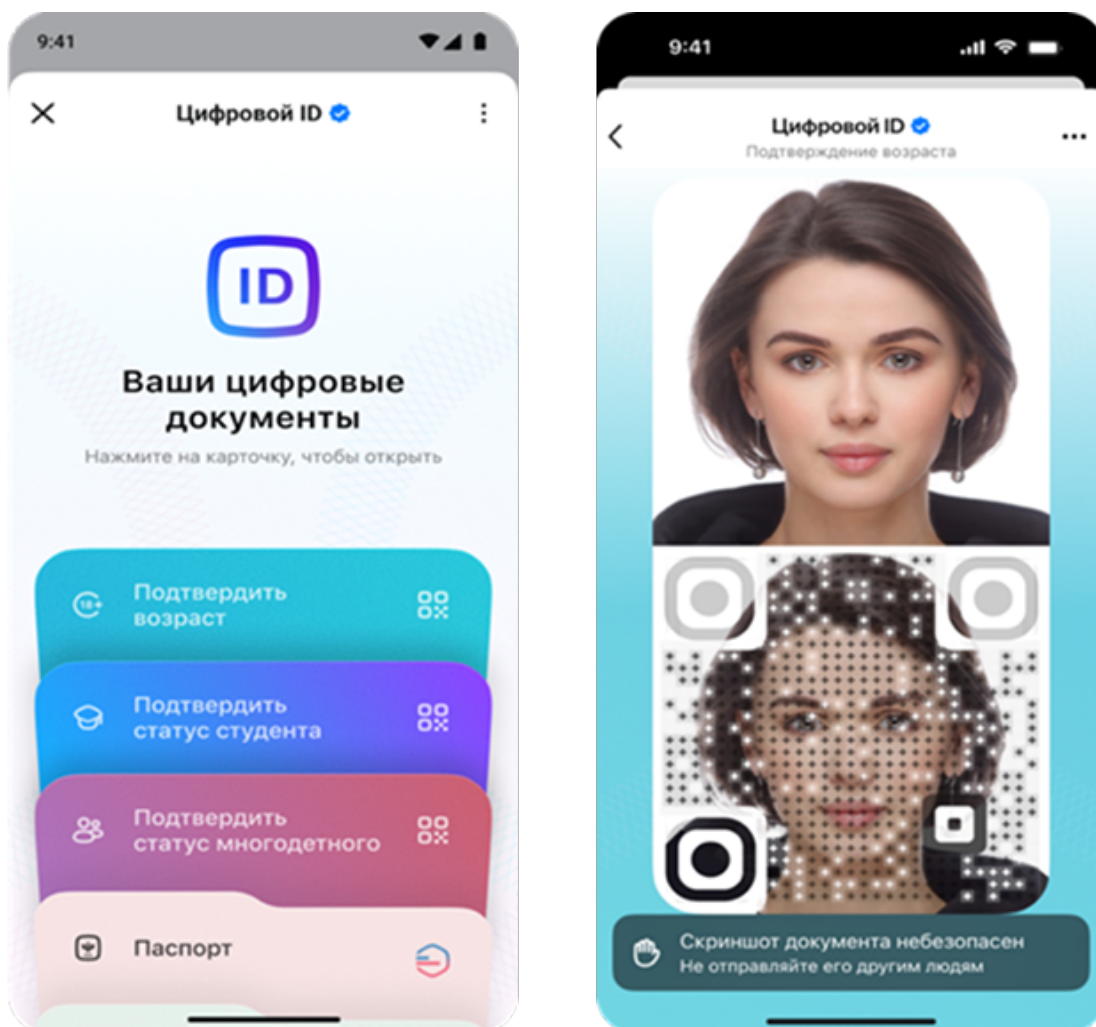 9:41
Цифровой ID
ID
Ваши цифровые
документы
Нажмите на карточку, чтобы открыть
18+
Подтвердить
возраст
Подтвердить
статус студента
Подтвердить
статус многодетного
Паспорт
9:41
Цифровой ID
Подтверждение возраста
Скриншот документа небезопасен
Не отправляйте его другим людям